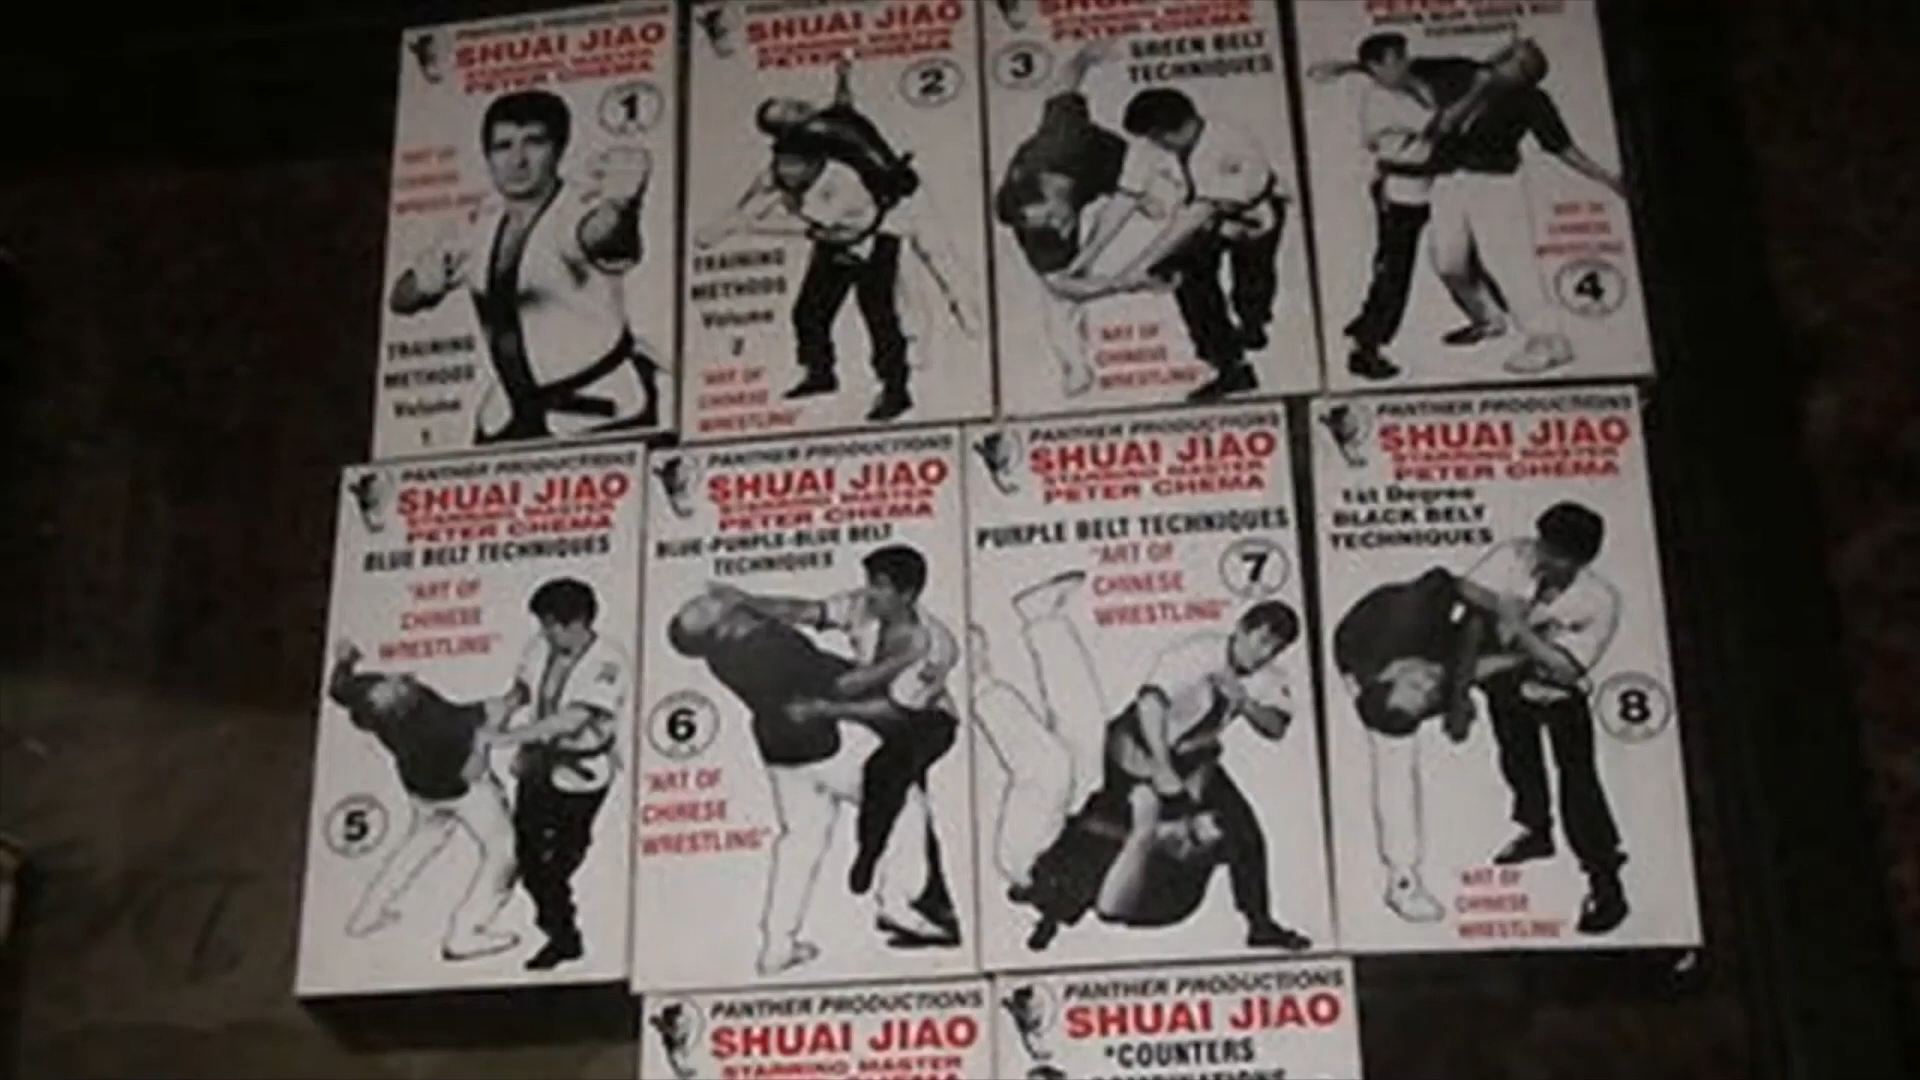 PANTHER PRODUCTIONS
SHUAI JIAO
STARRING MASTER
PETER CHEMA
1
"ART OF
CHINESE
WRESTLING"
TRAINING
METHODS
Volume
1
SHUAI JIAO
STARRING MASTER
PETER CHEMA
2
TRAINING
METHODS
Volume
2
"ART OF
CHINESE
WRESTLING"
SHUAI JIAO
STARRING MASTER
PETER CHEMA
3
GREEN BELT
TECHNIQUES
"ART OF
CHINESE
WRESTLING"
PETER CHEMA
TECHNIQUES
"ART OF
CHINESE
WRESTLING"
4
PANTHER PRODUCTIONS
SHUAI JIAO
STARRING MASTER
PETER CHEMA
BLUE BELT TECHNIQUES
"ART OF
CHINESE
WRESTLING"
5
PANTHER PRODUCTIONS
SHUAI JIAO
STARRING MASTER
PETER CHEMA
BLUE-PURPLE-BLUE BELT
TECHNIQUES
6
"ART OF
CHINESE
WRESTLING"
PANTHER PRODUCTIONS
SHUAI JIAO
STARRING MASTER
PETER CHEMA
PURPLE BELT TECHNIQUES
"ART OF
CHINESE
WRESTLING"
7
PANTHER PRODUCTIONS
SHUAI JIAO
STARRING MASTER
PETER CHEMA
1st Degree
BLACK BELT
TECHNIQUES
8
"ART OF
CHINESE
WRESTLING"
PANTHER PRODUCTIONS
SHUAI JIAO
STARRING MASTER
CHEMA
PANTHER PRODUCTIONS
SHUAI JIAO
*COUNTERS